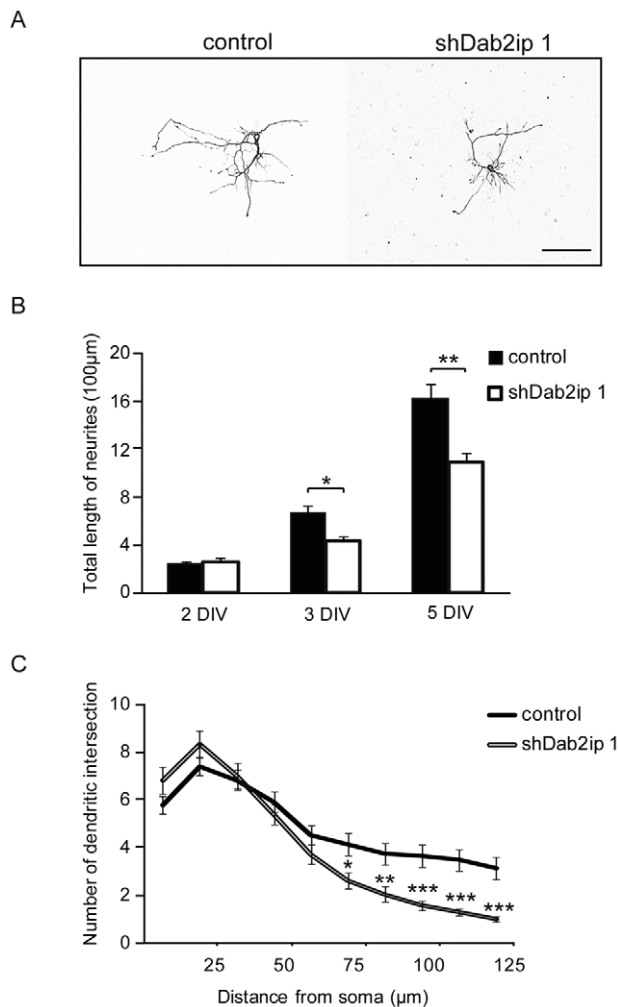 A
control shDab2ip 1
B
Total length of neurites (100µm)
20
16
12
8
4
0
*
**
control
shDab2ip 1
2 DIV 3 DIV 5 DIV
C
Number of dendritic intersection
10
8
6
4
2
0
control
shDab2ip 1
* ** *** *** ***
25 50 75 100 125
Distance from soma (µm)